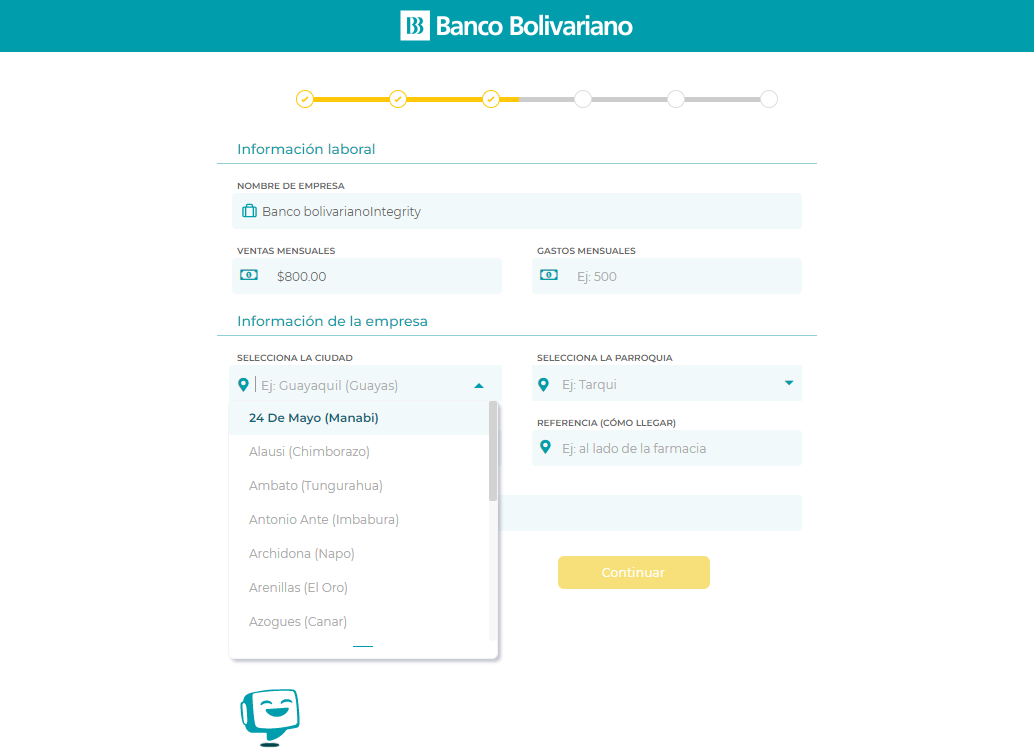 Banco Bolivariano
Información laboral
NOMBRE DE EMPRESA
Banco bolivarianoIntegrity
VENTAS MENSUALES
GASTOS MENSUALES
$800.00
Ej: 500
Información de la empresa
SELECCIONA LA CIUDAD
SELECCIONA LA PARROQUIA
Ej: Guayaquil (Guayas)
Ej: Tarqui
24 De Mayo (Manabi)
Alausi (Chimborazo)
Ambato (Tungurahua)
Antonio Ante (Imbabura)
Archidona (Napo)
Arenillas (El Oro)
Azogues (Canar)
REFERENCIA (CÓMO LLEGAR)
Ej: al lado de la farmacia
Continuar